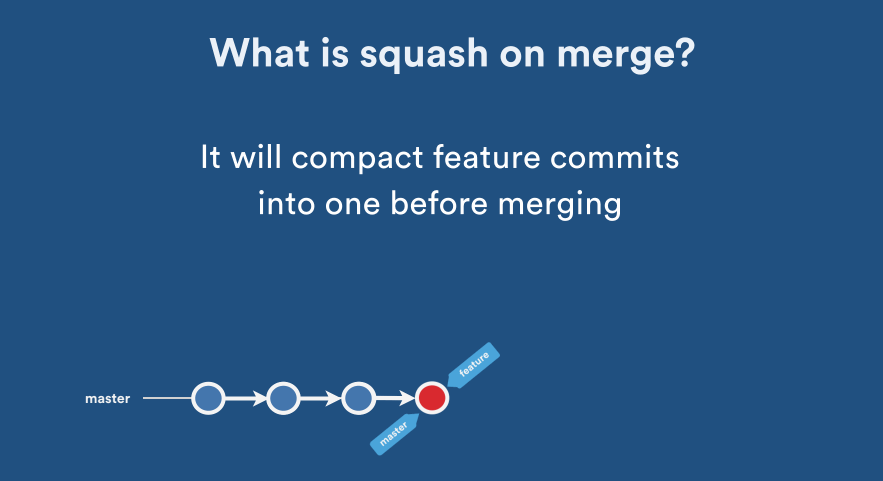 What is squash on merge?
It will compact feature commits
into one before merging
feature
master
master